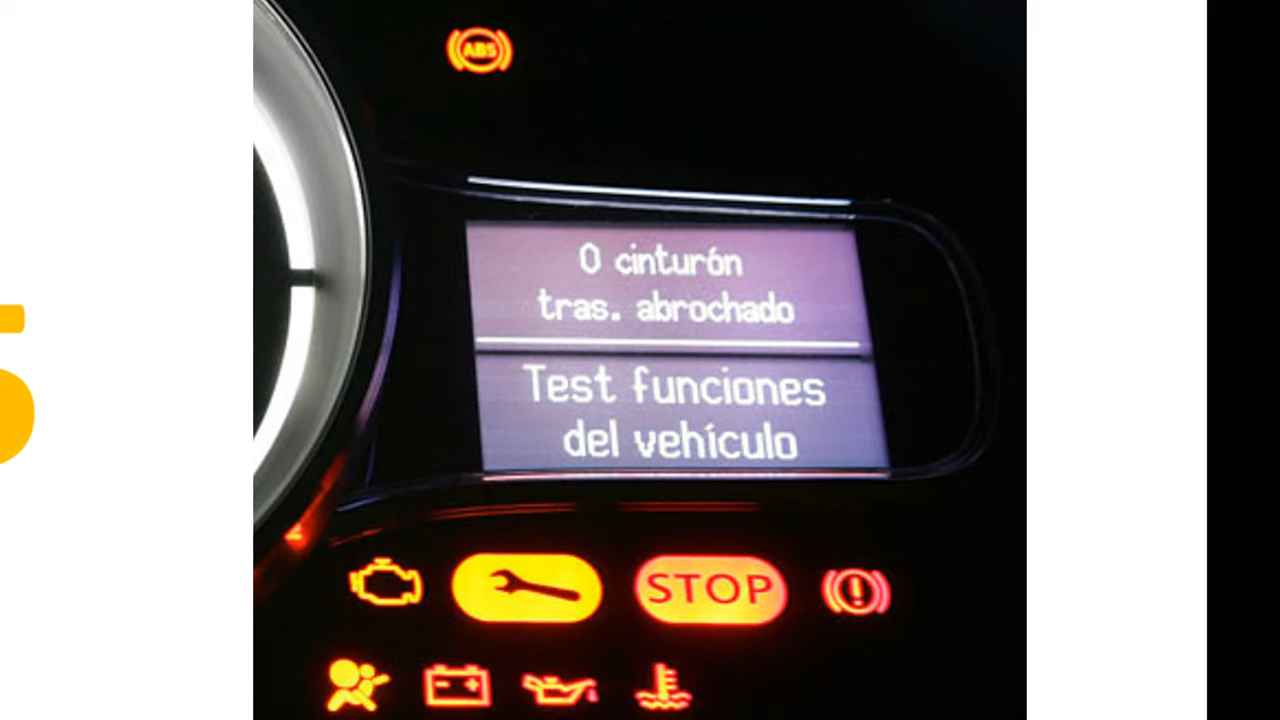 ABS
0 cinturón
tras. abrochado
Test funciones
del vehículo
STOP